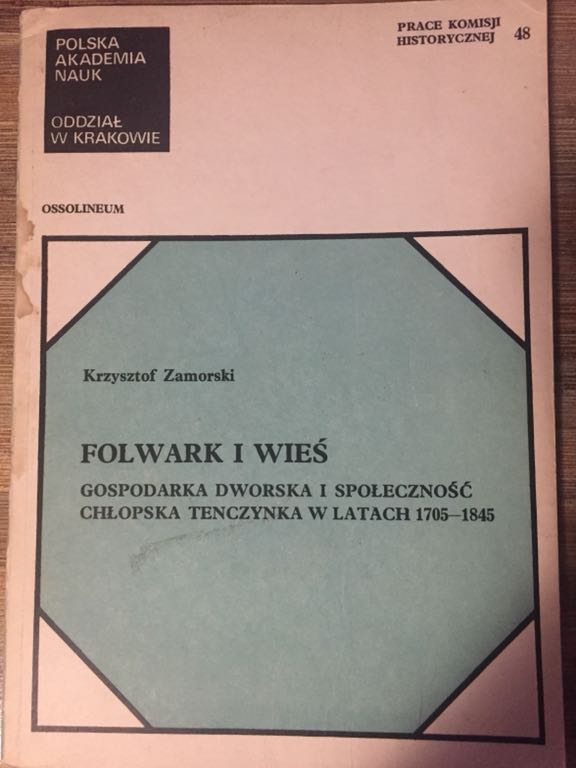 POLSKA
AKADEMIA
NAUK
ODDZIAŁ
W KRAKOWIE
PRACE KOMISJI
HISTORYCZNEJ 48
OSSOLINEUM
Krzysztof Zamorski
FOLWARK I WIEŚ
GOSPODARKA DWORSKA I SPOŁECZNOŚĆ
CHŁOPSKA TENCZYNKA W LATACH 1705—1845